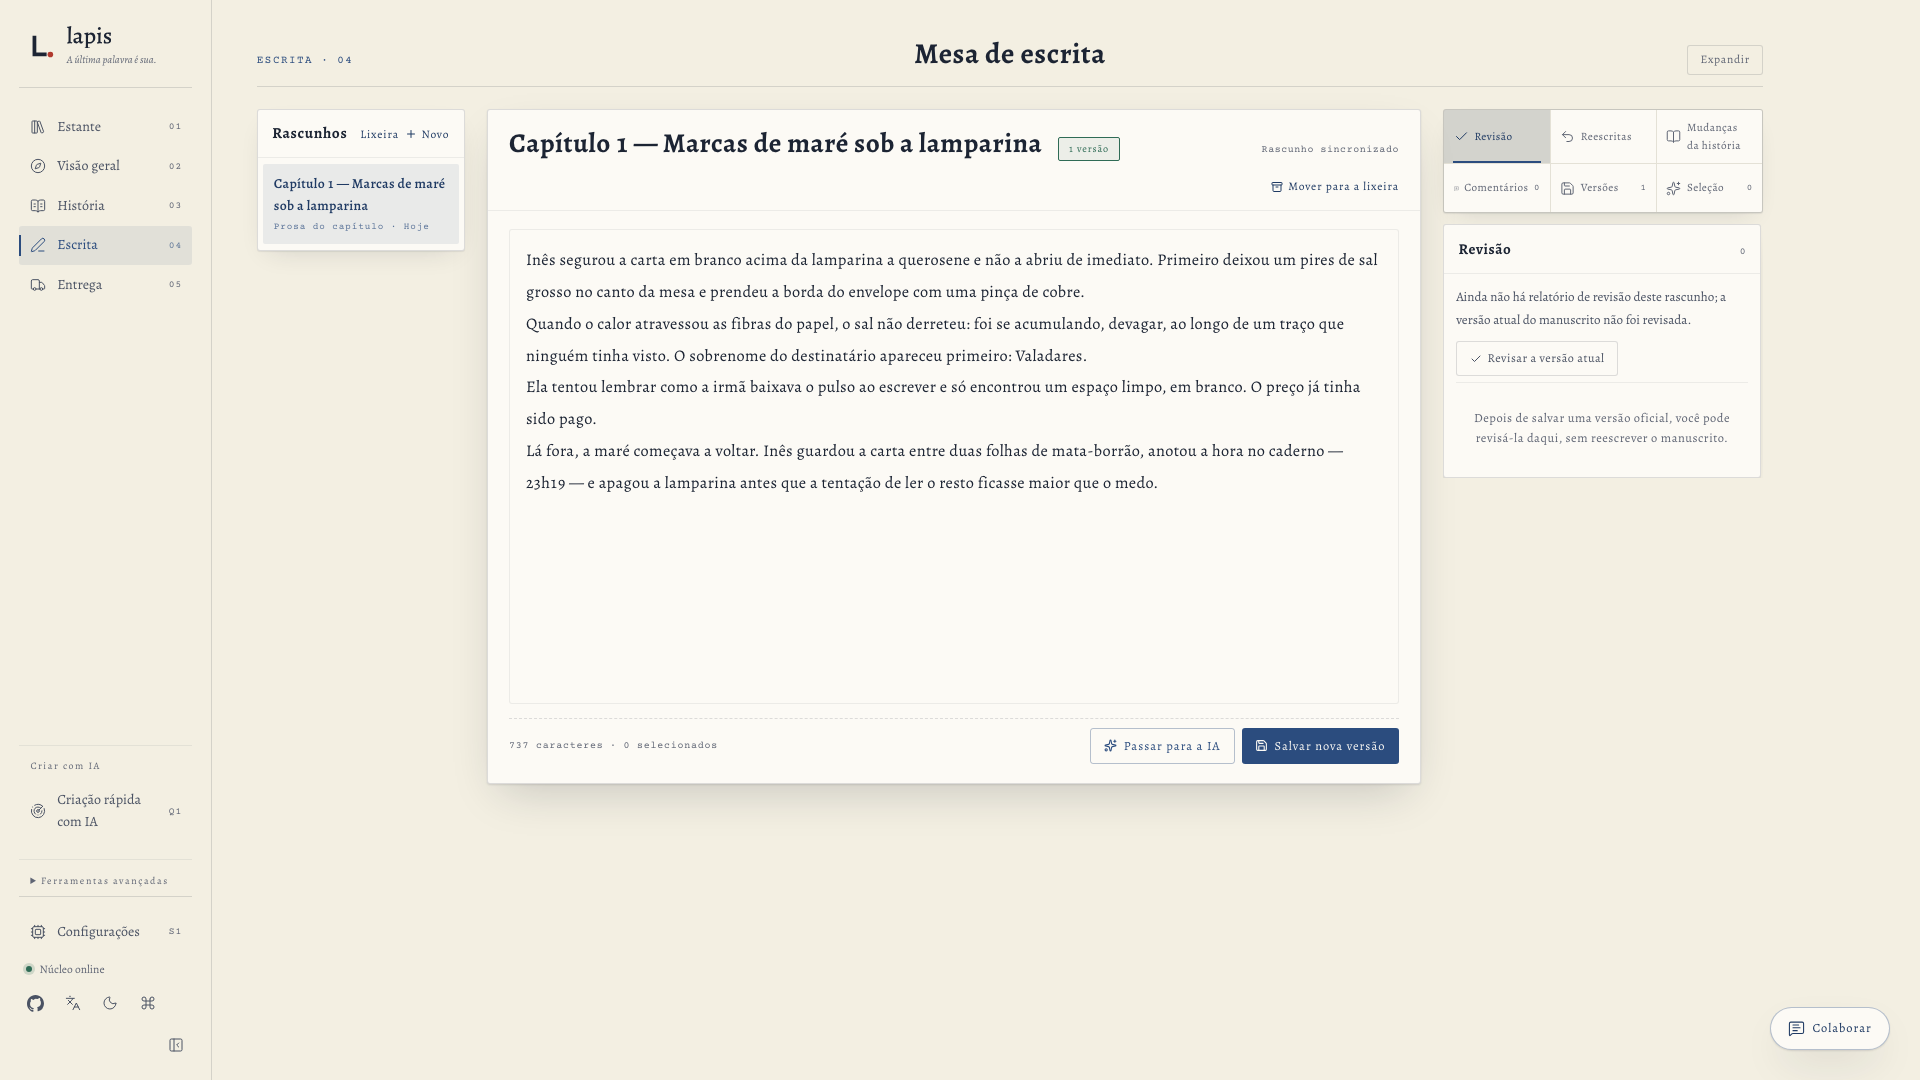 L.
lapis
A última palavra é sua.
Estante 01
Visão geral 02
História 03
Escrita 04
Entrega 05
Criar com IA
Criação rápida
com IA Q1
Ferramentas avançadas
Configurações S1
Núcleo online
ESCRITA · 04
Mesa de escrita
Expandir
Rascunhos Lixeira + Novo
Capítulo 1 — Marcas de maré
sob a lamparina
Prosa do capítulo · Hoje
Capítulo 1 — Marcas de maré sob a lamparina 1 versão
Rascunho sincronizado
Mover para a lixeira
Inês segurou a carta em branco acima da lamparina a querosene e não a abriu de imediato. Primeiro deixou um pires de sal
grosso no canto da mesa e prendeu a borda do envelope com uma pinça de cobre.
Quando o calor atravessou as fibras do papel, o sal não derreteu: foi se acumulando, devagar, ao longo de um traço que
ninguém tinha visto. O sobrenome do destinatário apareceu primeiro: Valadares.
Ela tentou lembrar como a irmã baixava o pulso ao escrever e só encontrou um espaço limpo, em branco. O preço já tinha
sido pago.
Lá fora, a maré começava a voltar. Inês guardou a carta entre duas folhas de mata-borrão, anotou a hora no caderno —
23h19 — e apagou a lamparina antes que a tentação de ler o resto ficasse maior que o medo.
737 caracteres · 0 selecionados
Passar para a IA
Salvar nova versão
Revisão
Reescritas
Mudanças
da história
Comentários 0
Versões 1
Seleção 0
Revisão 0
Ainda não há relatório de revisão deste rascunho; a
versão atual do manuscrito não foi revisada.
Revisar a versão atual
Depois de salvar uma versão oficial, você pode
revisá-la daqui, sem reescrever o manuscrito.
Colaborar